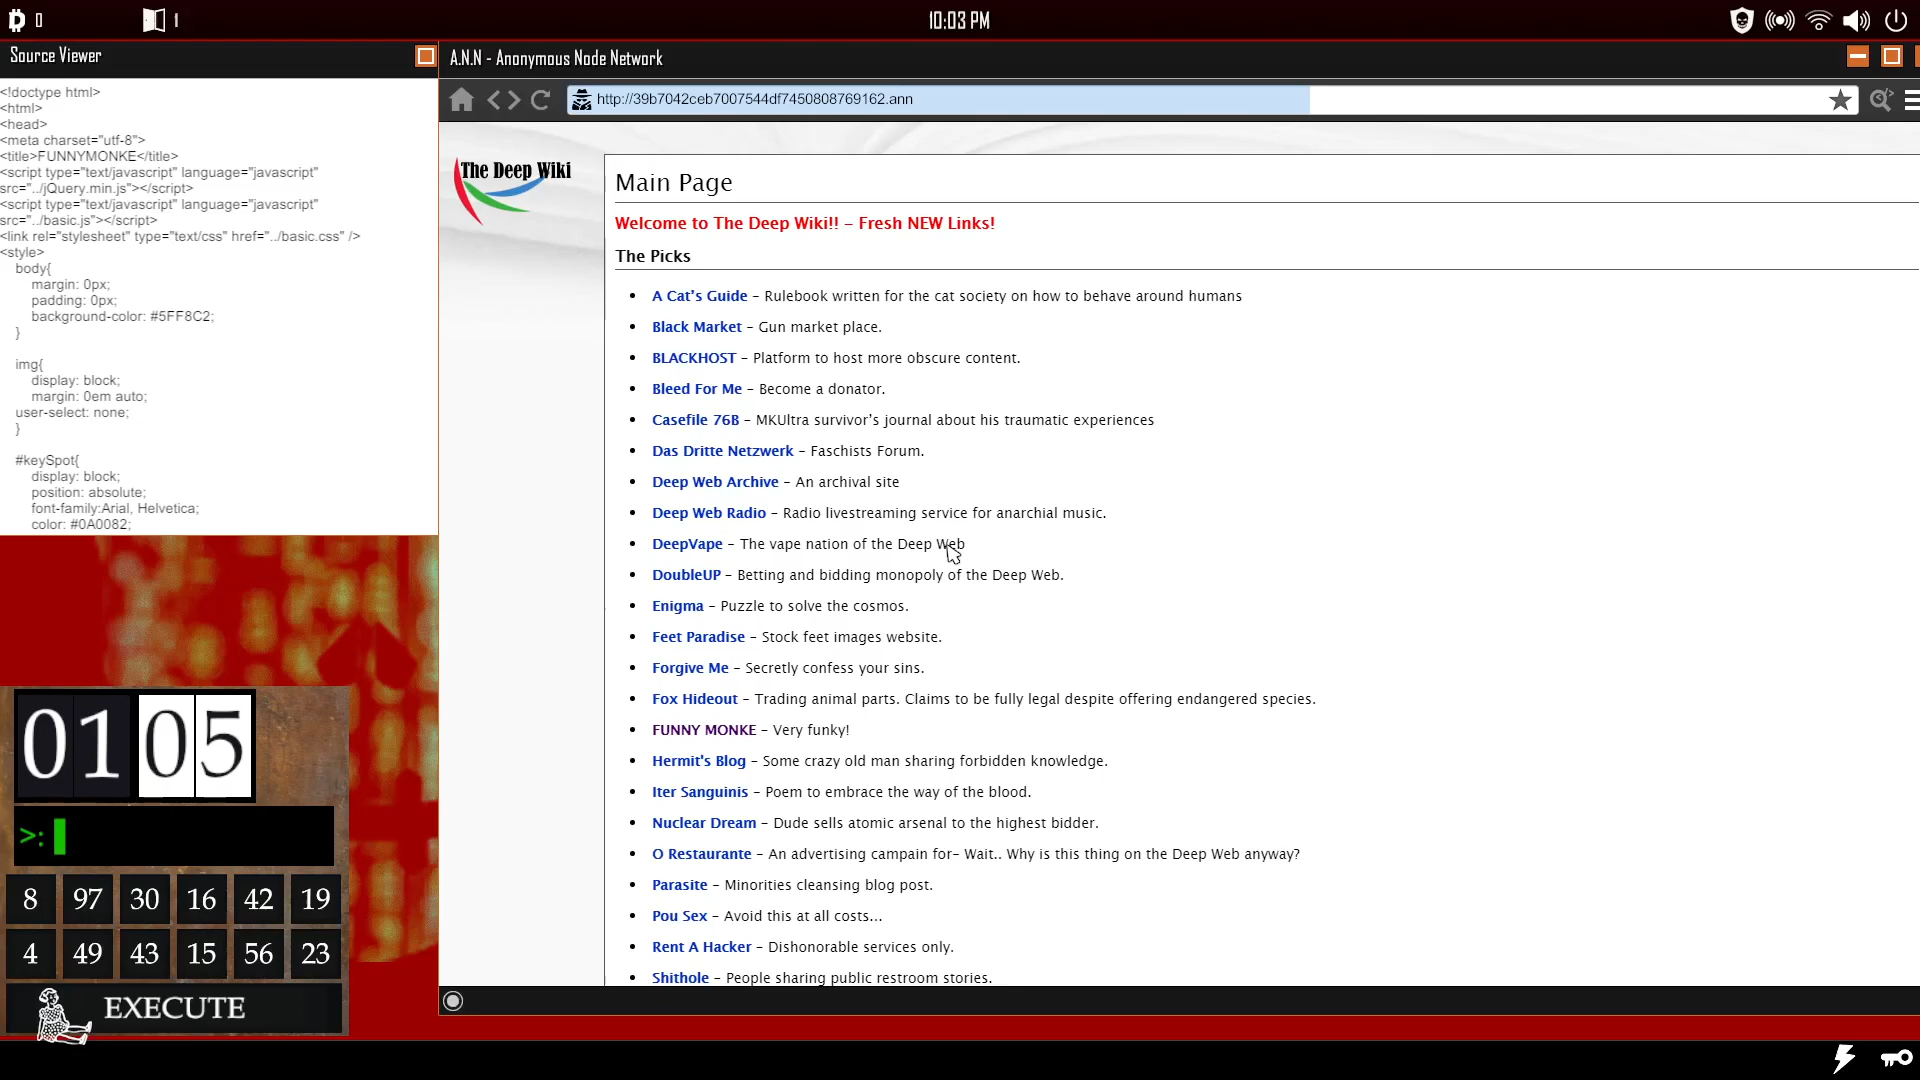 0 1 10:03 PM
Source Viewer
<!doctype html>
<html>
<head>
<meta charset="utf-8">
<title>FUNNYMONKE</title>
<script type="text/javascript" language="javascript"
src="../jQuery.min.js"></script>
<script type="text/javascript" language="javascript"
src="../basic.js"></script>
<link rel="stylesheet" type="text/css" href="../basic.css" />
<style>
body{
margin: 0px;
padding: 0px;
background-color: #5FF8C2;
}
img{
display: block;
margin: 0em auto;
user-select: none;
}
#keySpot{
display: block;
position: absolute;
font-family:Arial, Helvetica;
color: #0A0082;
01 05
>:
8 97 30 16 42 19
4 49 43 15 56 23
EXECUTE
A.N.N - Anonymous Node Network
http://39b7042ceb7007544df7450808769162.ann
The Deep Wiki
Main Page
Welcome to The Deep Wiki!! – Fresh NEW Links!
The Picks
• A Cat's Guide – Rulebook written for the cat society on how to behave around humans
• Black Market – Gun market place.
• BLACKHOST – Platform to host more obscure content.
• Bleed For Me – Become a donator.
• Casefile 76B – MKUltra survivor's journal about his traumatic experiences
• Das Dritte Netzwerk – Faschists Forum.
• Deep Web Archive – An archival site
• Deep Web Radio – Radio livestreaming service for anarchial music.
• DeepVape – The vape nation of the Deep Web
• DoubleUP – Betting and bidding monopoly of the Deep Web.
• Enigma – Puzzle to solve the cosmos.
• Feet Paradise – Stock feet images website.
• Forgive Me – Secretly confess your sins.
• Fox Hideout – Trading animal parts. Claims to be fully legal despite offering endangered species.
• FUNNY MONKE – Very funky!
• Hermit's Blog – Some crazy old man sharing forbidden knowledge.
• Iter Sanguinis – Poem to embrace the way of the blood.
• Nuclear Dream – Dude sells atomic arsenal to the highest bidder.
• O Restaurante – An advertising campain for– Wait.. Why is this thing on the Deep Web anyway?
• Parasite – Minorities cleansing blog post.
• Pou Sex – Avoid this at all costs...
• Rent A Hacker – Dishonorable services only.
• Shithole – People sharing public restroom stories.